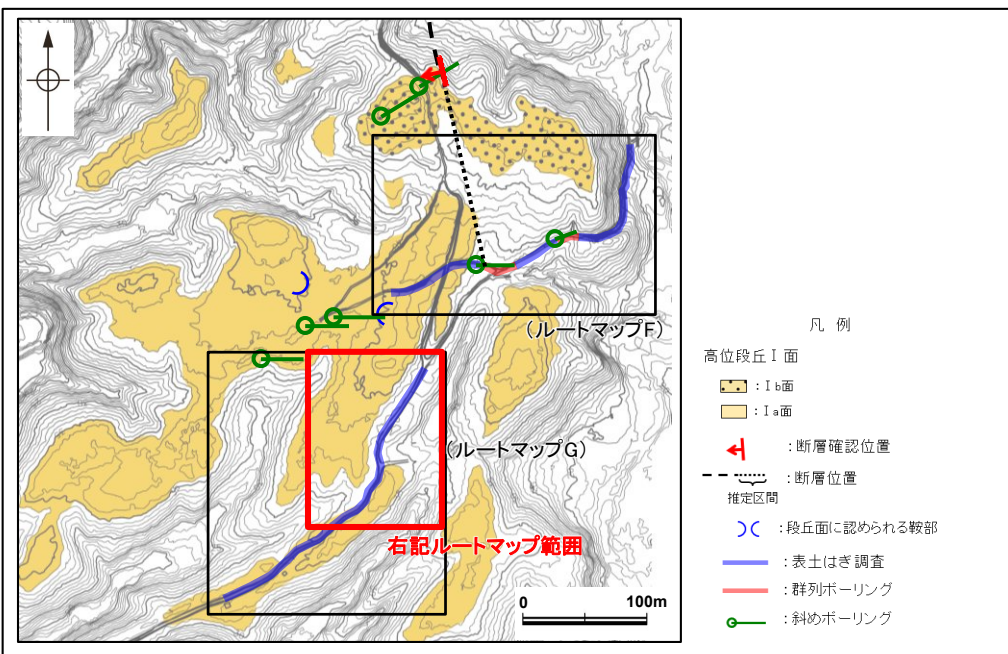 (ルートマップF)
(ルートマップG)
右記ルートマップ範囲
0 100m
凡 例
高位段丘Ⅰ面
:Ⅰb面
:Ⅰa面
:断層確認位置
:断層位置
推定区間
:段丘面に認められる鞍部
:表土はぎ調査
:群列ボーリング
:斜めボーリング